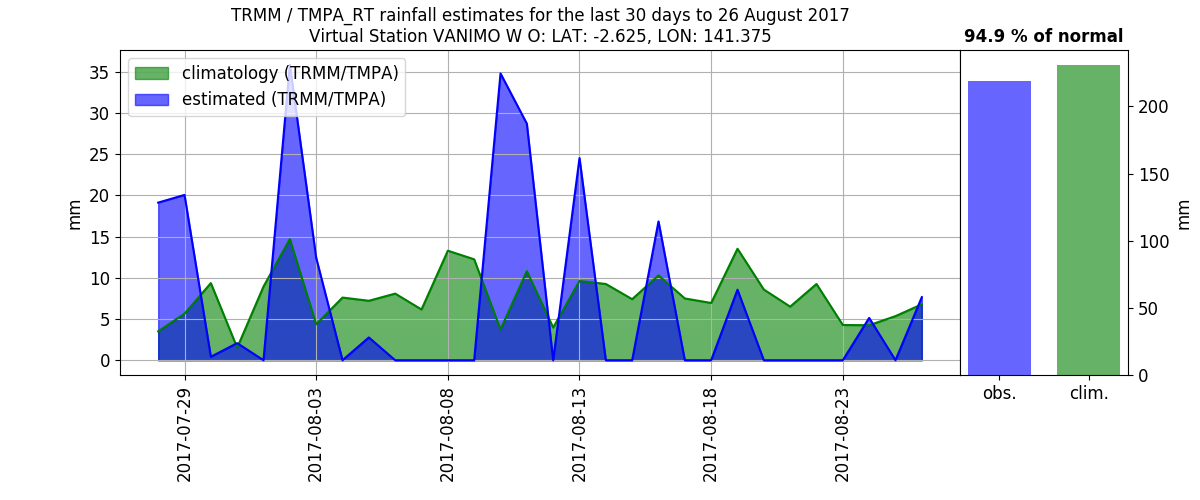 TRMM / TMPA_RT rainfall estimates for the last 30 days to 26 August 2017
Virtual Station VANIMO W O: LAT: -2.625, LON: 141.375
94.9 % of normal
climatology (TRMM/TMPA)
estimated (TRMM/TMPA)
mm
35
30
25
20
15
10
5
0
2017-07-29
2017-08-03
2017-08-08
2017-08-13
2017-08-18
2017-08-23
obs.
clim.
200
150
100
50
0
mm